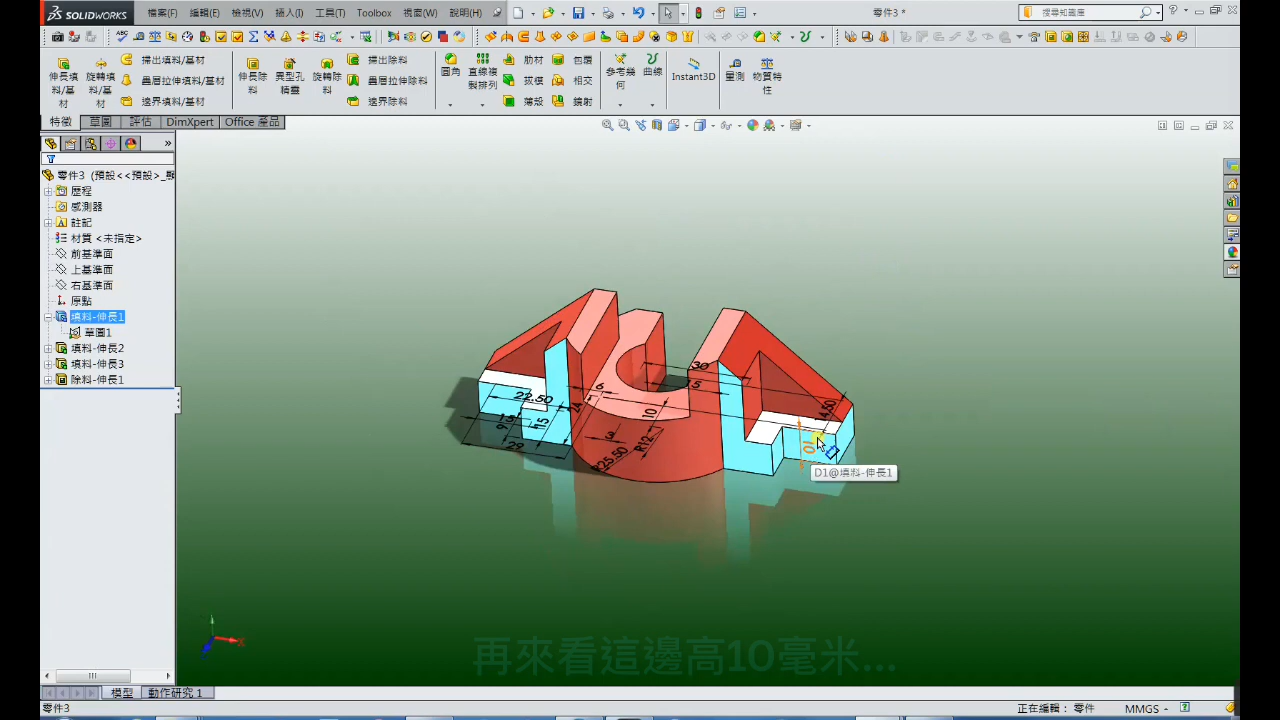 SOLIDWORKS 檔案(F) 編輯(E) 檢視(V) 插入(I) 工具(T) Toolbox 視窗(W) 說明(H) 零件3 * 搜尋知識庫
伸長填料/基材 旋轉填料/基材 掃出填料/基材 疊層拉伸填料/基材 邊界填料/基材
伸長除料 異型孔精靈 旋轉除料 掃出除料 疊層拉伸除料 邊界除料
圓角 直線複製排列 肋材 拔模 薄殼 包覆 相交 鏡射
參考幾何 曲線 Instant3D 量測 物質特性
特徵 草圖 評估 DimXpert Office 產品
零件3 (預設<<預設>_顯
歷程
感測器
註記
材質 <未指定>
前基準面
上基準面
右基準面
原點
填料-伸長1
草圖1
填料-伸長2
填料-伸長3
除料-伸長1
30
15
6
22.50
24
10
14.50
15
9
15
3
R12
29
R25.50
10
D1@填料-伸長1
再來看這邊高10毫米...
X
模型 動作研究 1
零件3 正在編輯: 零件 MMGS